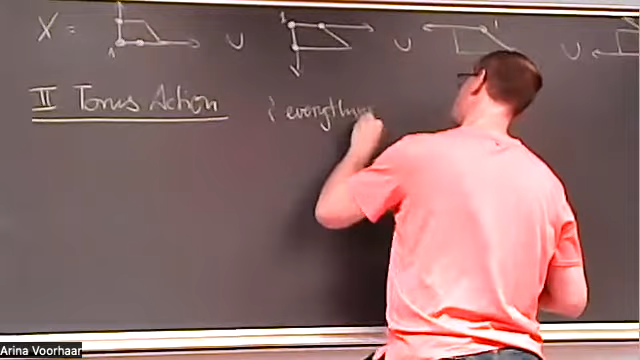 X = ∪ ∪ ∪
II Torus Action { everything
Arina Voorhaar